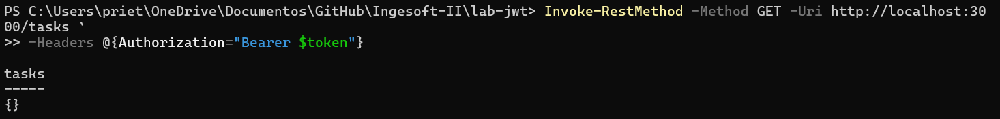 PS C:\Users\priet\OneDrive\Documentos\GitHub\Ingesoft-II\lab-jwt> Invoke-RestMethod -Method GET -Uri http://localhost:30
00/tasks `
>> -Headers @{Authorization="Bearer $token"}
tasks
-----
{}